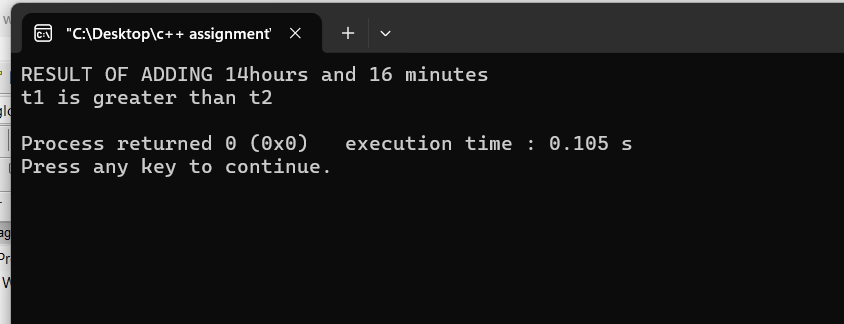 "C:\Desktop\c++ assignment'
RESULT OF ADDING 14hours and 16 minutes
t1 is greater than t2
Process returned 0 (0x0)   execution time : 0.105 s
Press any key to continue.